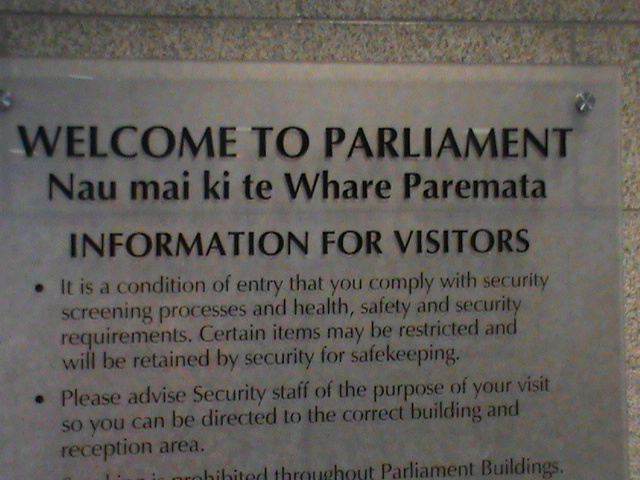 WELCOME TO PARLIAMENT
Nau mai ki te Whare Paremata
INFORMATION FOR VISITORS
• It is a condition of entry that you comply with security
screening processes and health, safety and security
requirements. Certain items may be restricted and
will be retained by security for safekeeping.
• Please advise Security staff of the purpose of your visit
so you can be directed to the correct building and
reception area.
is prohibited throughout Parliament Buildings.